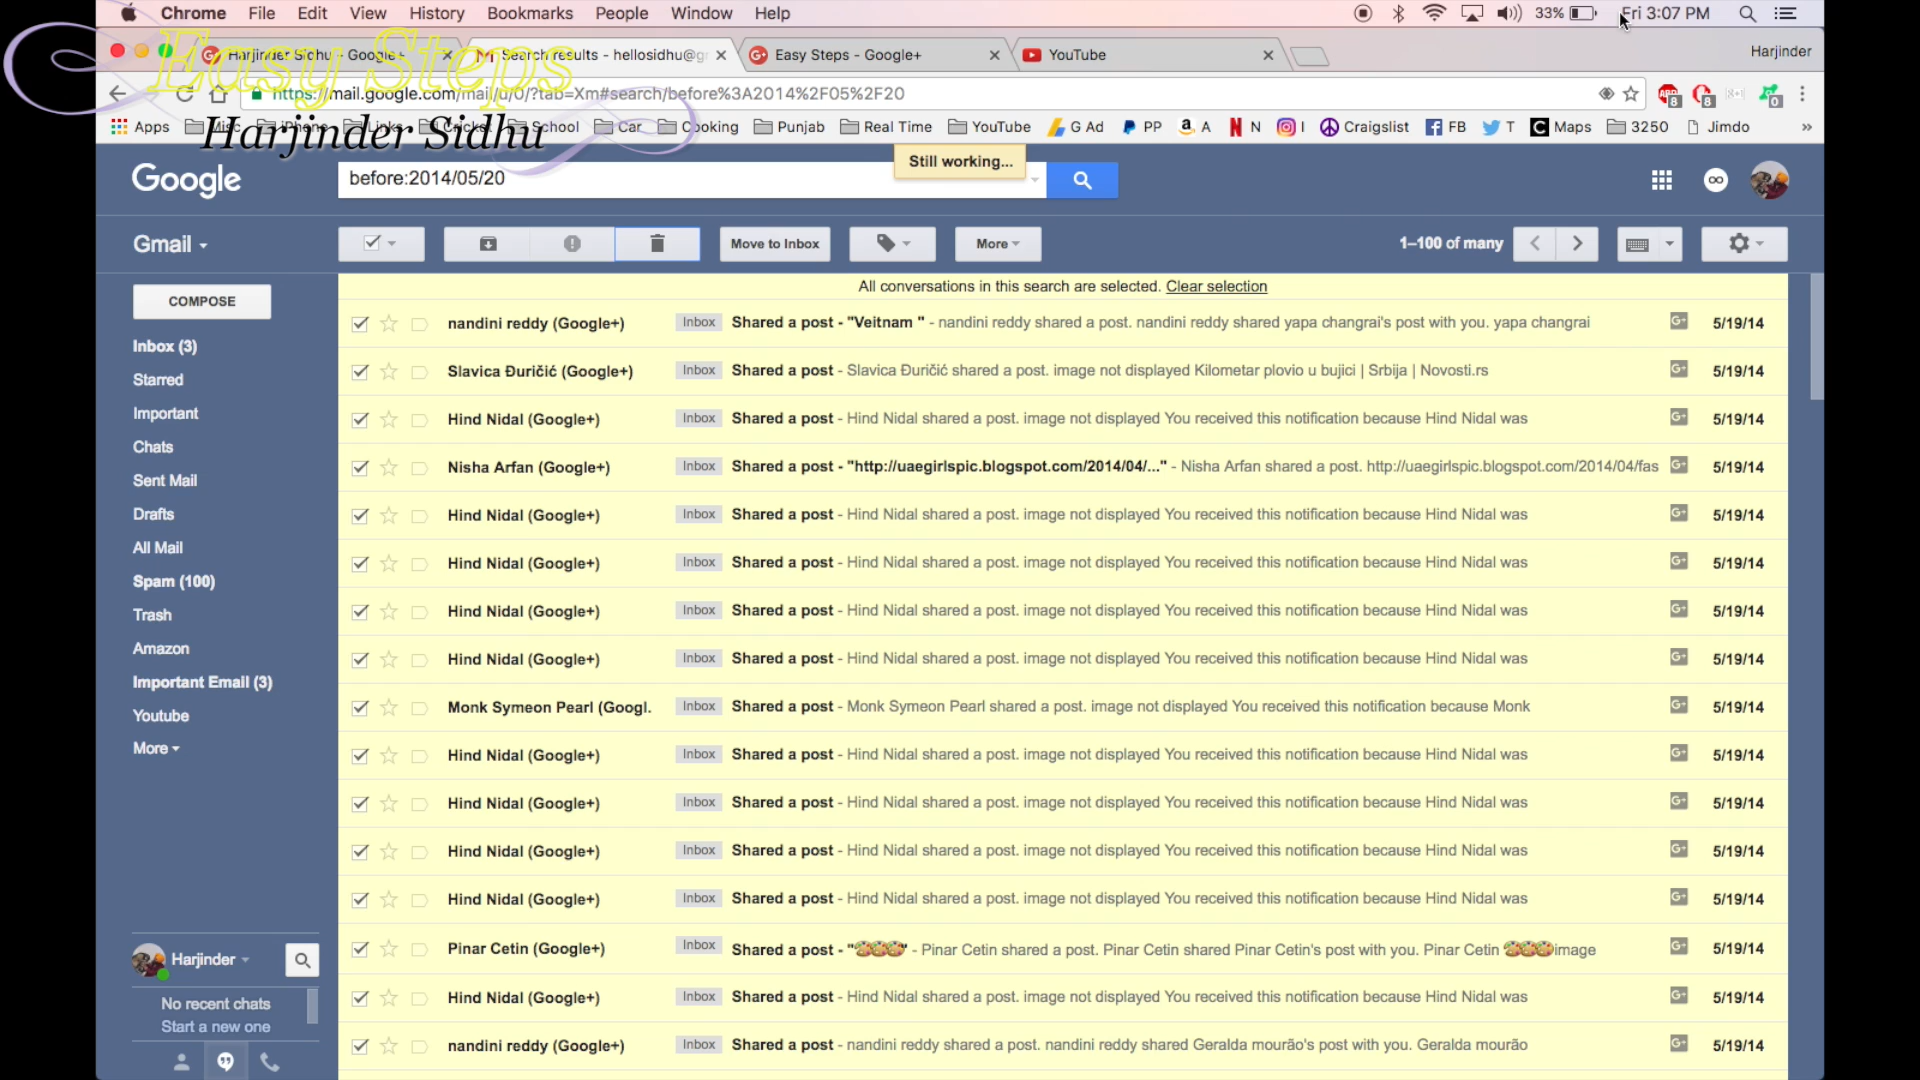 Chrome File Edit View History Bookmarks People Window Help 33% Fri 3:07 PM
Easy Steps
Harjinder Sidhu
Harjinder Sidhu - Google+ Search results - hellosidhu@g Easy Steps - Google+ YouTube Harjinder
https://mail.google.com/mail/u/0/?tab=Xm#search/before%3A2014%2F05%2F20
Apps Misc iPhone Links Cricket School Car Cooking Punjab Real Time YouTube G Ad PP A N I Craigslist FB T Maps 3250 Jimdo »
Still working...
Google before:2014/05/20
Gmail Move to Inbox More 1–100 of many
All conversations in this search are selected. Clear selection
COMPOSE
Inbox (3)
Starred
Important
Chats
Sent Mail
Drafts
All Mail
Spam (100)
Trash
Amazon
Important Email (3)
Youtube
More
nandini reddy (Google+) Inbox Shared a post - "Veitnam " - nandini reddy shared a post. nandini reddy shared yapa changrai's post with you. yapa changrai G+ 5/19/14
Slavica Đuričić (Google+) Inbox Shared a post - Slavica Đuričić shared a post. image not displayed Kilometar plovio u bujici | Srbija | Novosti.rs G+ 5/19/14
Hind Nidal (Google+) Inbox Shared a post - Hind Nidal shared a post. image not displayed You received this notification because Hind Nidal was G+ 5/19/14
Nisha Arfan (Google+) Inbox Shared a post - "http://uaegirlspic.blogspot.com/2014/04/..." - Nisha Arfan shared a post. http://uaegirlspic.blogspot.com/2014/04/fas G+ 5/19/14
Hind Nidal (Google+) Inbox Shared a post - Hind Nidal shared a post. image not displayed You received this notification because Hind Nidal was G+ 5/19/14
Hind Nidal (Google+) Inbox Shared a post - Hind Nidal shared a post. image not displayed You received this notification because Hind Nidal was G+ 5/19/14
Hind Nidal (Google+) Inbox Shared a post - Hind Nidal shared a post. image not displayed You received this notification because Hind Nidal was G+ 5/19/14
Hind Nidal (Google+) Inbox Shared a post - Hind Nidal shared a post. image not displayed You received this notification because Hind Nidal was G+ 5/19/14
Monk Symeon Pearl (Googl. Inbox Shared a post - Monk Symeon Pearl shared a post. image not displayed You received this notification because Monk G+ 5/19/14
Hind Nidal (Google+) Inbox Shared a post - Hind Nidal shared a post. image not displayed You received this notification because Hind Nidal was G+ 5/19/14
Hind Nidal (Google+) Inbox Shared a post - Hind Nidal shared a post. image not displayed You received this notification because Hind Nidal was G+ 5/19/14
Hind Nidal (Google+) Inbox Shared a post - Hind Nidal shared a post. image not displayed You received this notification because Hind Nidal was G+ 5/19/14
Hind Nidal (Google+) Inbox Shared a post - Hind Nidal shared a post. image not displayed You received this notification because Hind Nidal was G+ 5/19/14
Pinar Cetin (Google+) Inbox Shared a post - "🎨🎨🎨" - Pinar Cetin shared a post. Pinar Cetin shared Pinar Cetin's post with you. Pinar Cetin 🎨🎨🎨image G+ 5/19/14
Hind Nidal (Google+) Inbox Shared a post - Hind Nidal shared a post. image not displayed You received this notification because Hind Nidal was G+ 5/19/14
nandini reddy (Google+) Inbox Shared a post - nandini reddy shared a post. nandini reddy shared Geralda mourão's post with you. Geralda mourão G+ 5/19/14
Harjinder
No recent chats
Start a new one